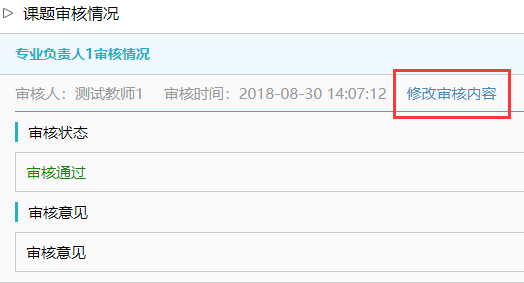 课题审核情况
专业负责人1审核情况
审核人：测试教师1 审核时间：2018-08-30 14:07:12 修改审核内容
审核状态
审核通过
审核意见
审核意见